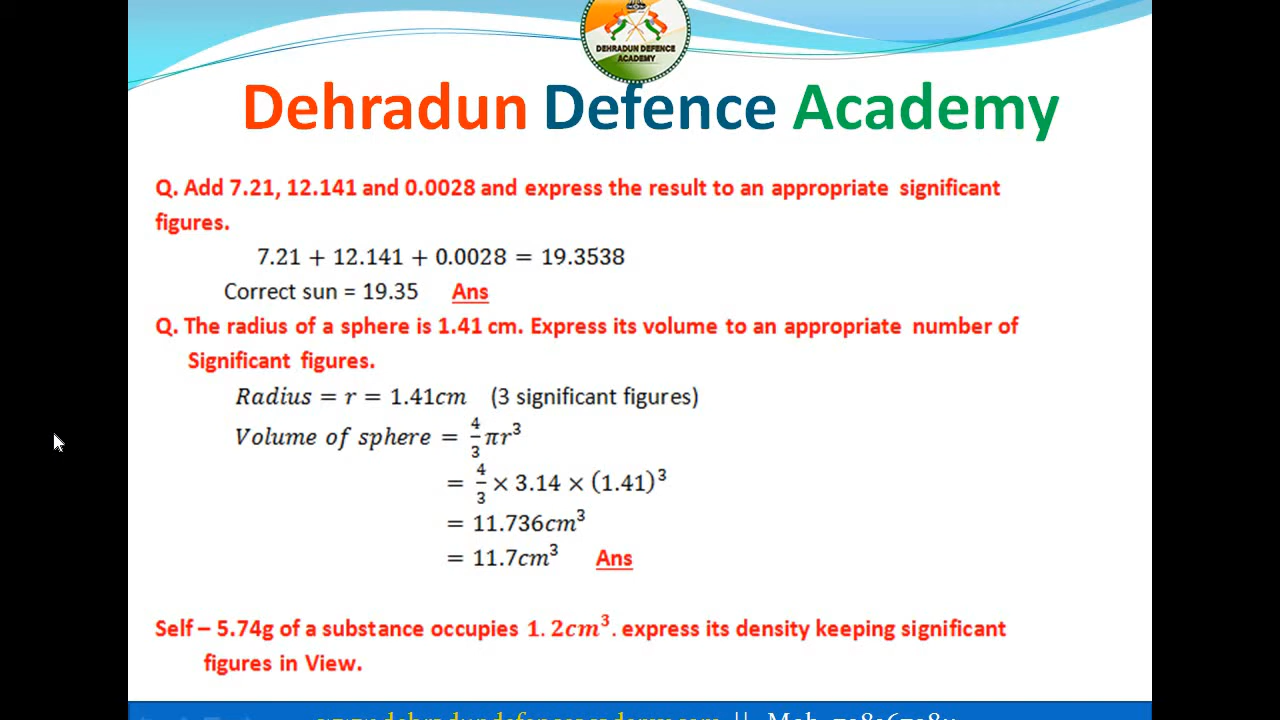 DEHRADUN DEFENCE
ACADEMY
Dehradun Defence Academy
Q. Add 7.21, 12.141 and 0.0028 and express the result to an appropriate significant
figures.
7.21 + 12.141 + 0.0028 = 19.3538
Correct sun = 19.35 Ans
Q. The radius of a sphere is 1.41 cm. Express its volume to an appropriate number of
Significant figures.
Radius = r = 1.41cm (3 significant figures)
Volume of sphere = 4/3 πr³
= 4/3 × 3.14 × (1.41)³
= 11.736cm³
= 11.7cm³ Ans
Self – 5.74g of a substance occupies 1.2cm³. express its density keeping significant
figures in View.
|| Mob